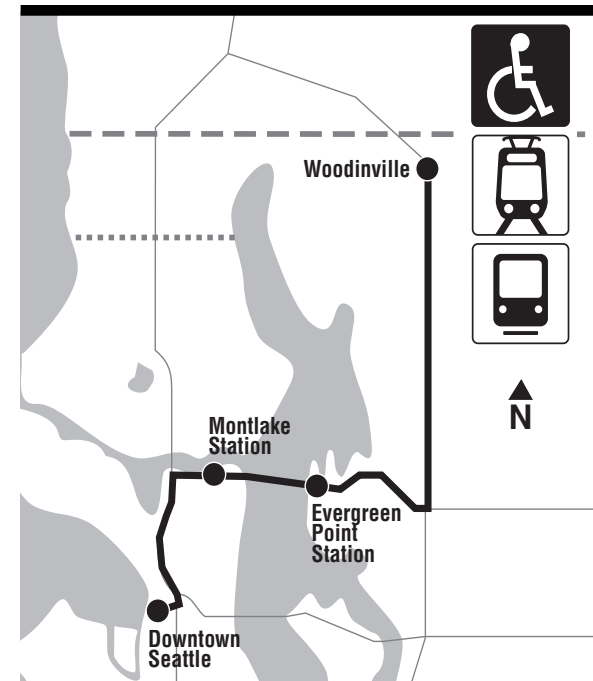 Woodinville
N
Montlake
Station
Evergreen
Point
Station
Downtown
Seattle